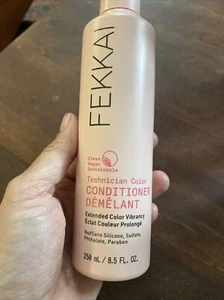 FEKKAI
Clean
Vegan
Sustainable
Technician Color
CONDITIONER
DÉMÊLANT
Extended Color Vibrancy
Éclat Couleur Prolongé
No/Sans Silicone, Sulfate,
Phthalate, Paraben
250 mL / 8.5 FL. OZ.